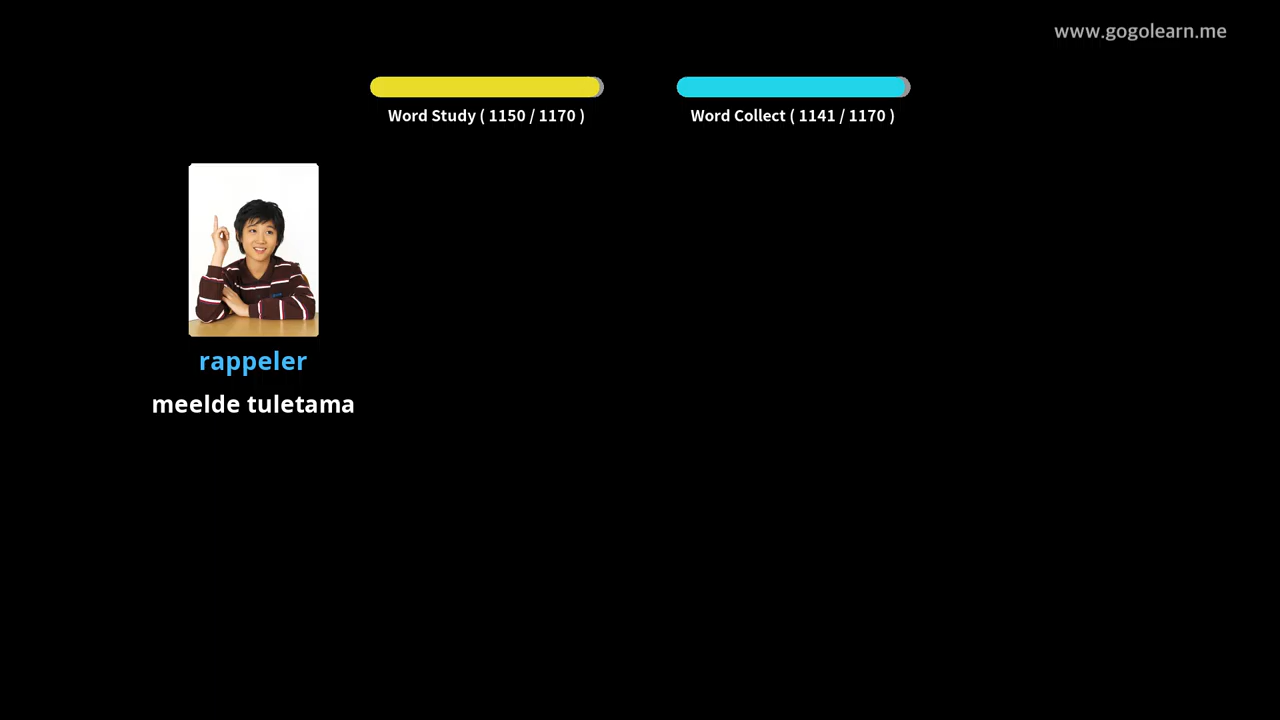 www.gogolearn.me
Word Study ( 1150 / 1170 )
Word Collect ( 1141 / 1170 )
rappeler
meelde tuletama